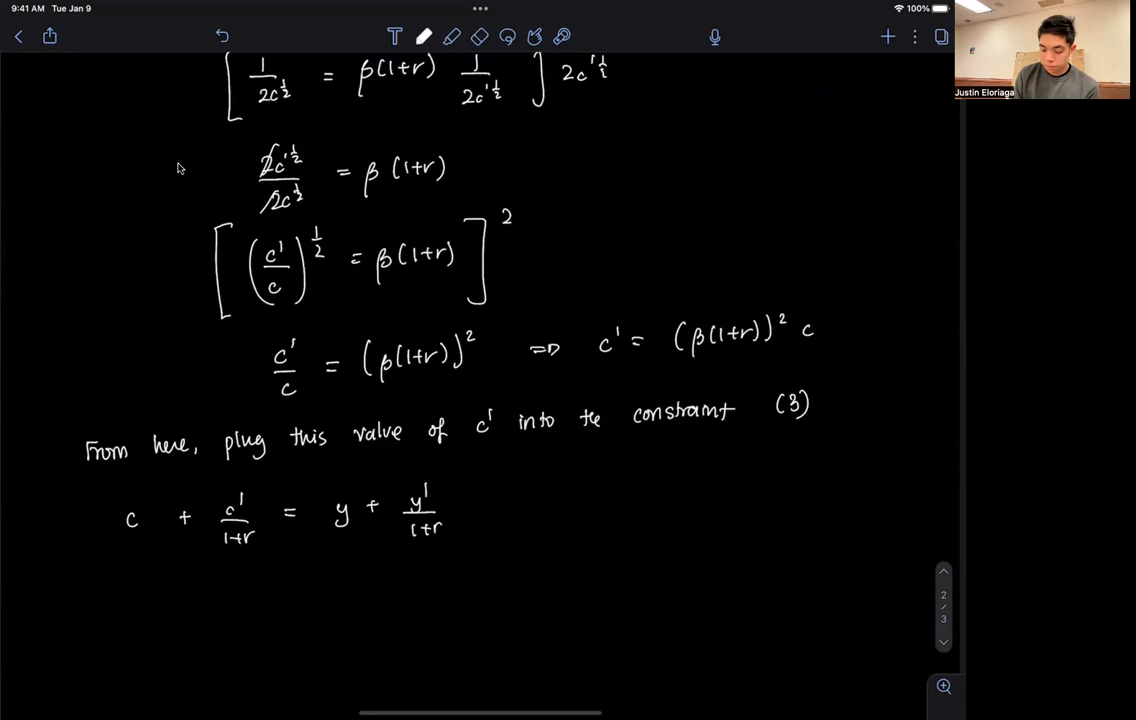 9:41 AM Tue Jan 9
100%
[ 1/2c^½ = β(1+r) 1/2c'^½ ] 2c'^½
2c'^½/2c^½ = β (1+r)
[ (c'/c)^½ = β(1+r) ]²
c'/c = (β(1+r))² ⇒ c' = (β(1+r))² c
From here, plug this value of c' into the constraint (3)
c + c'/1+r = y + y'/1+r
2
/
3
Justin Eloriaga